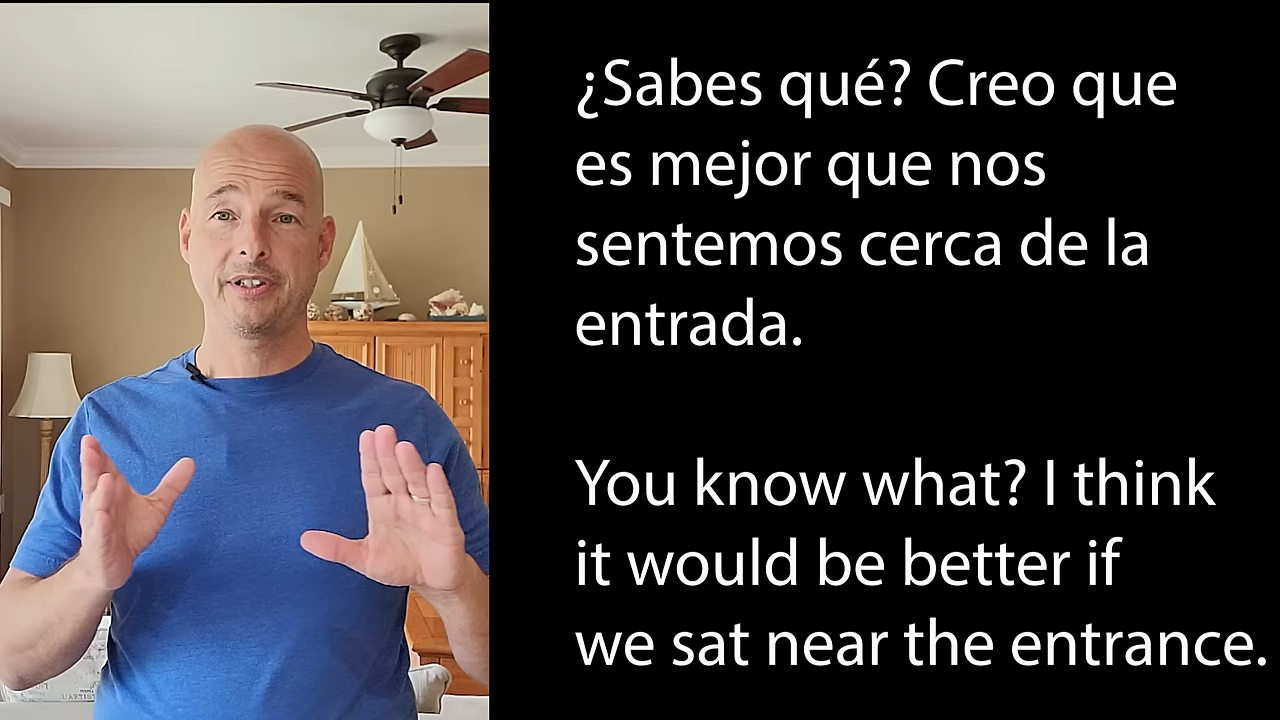 ¿Sabes qué? Creo que
es mejor que nos
sentemos cerca de la
entrada.
You know what? I think
it would be better if
we sat near the entrance.